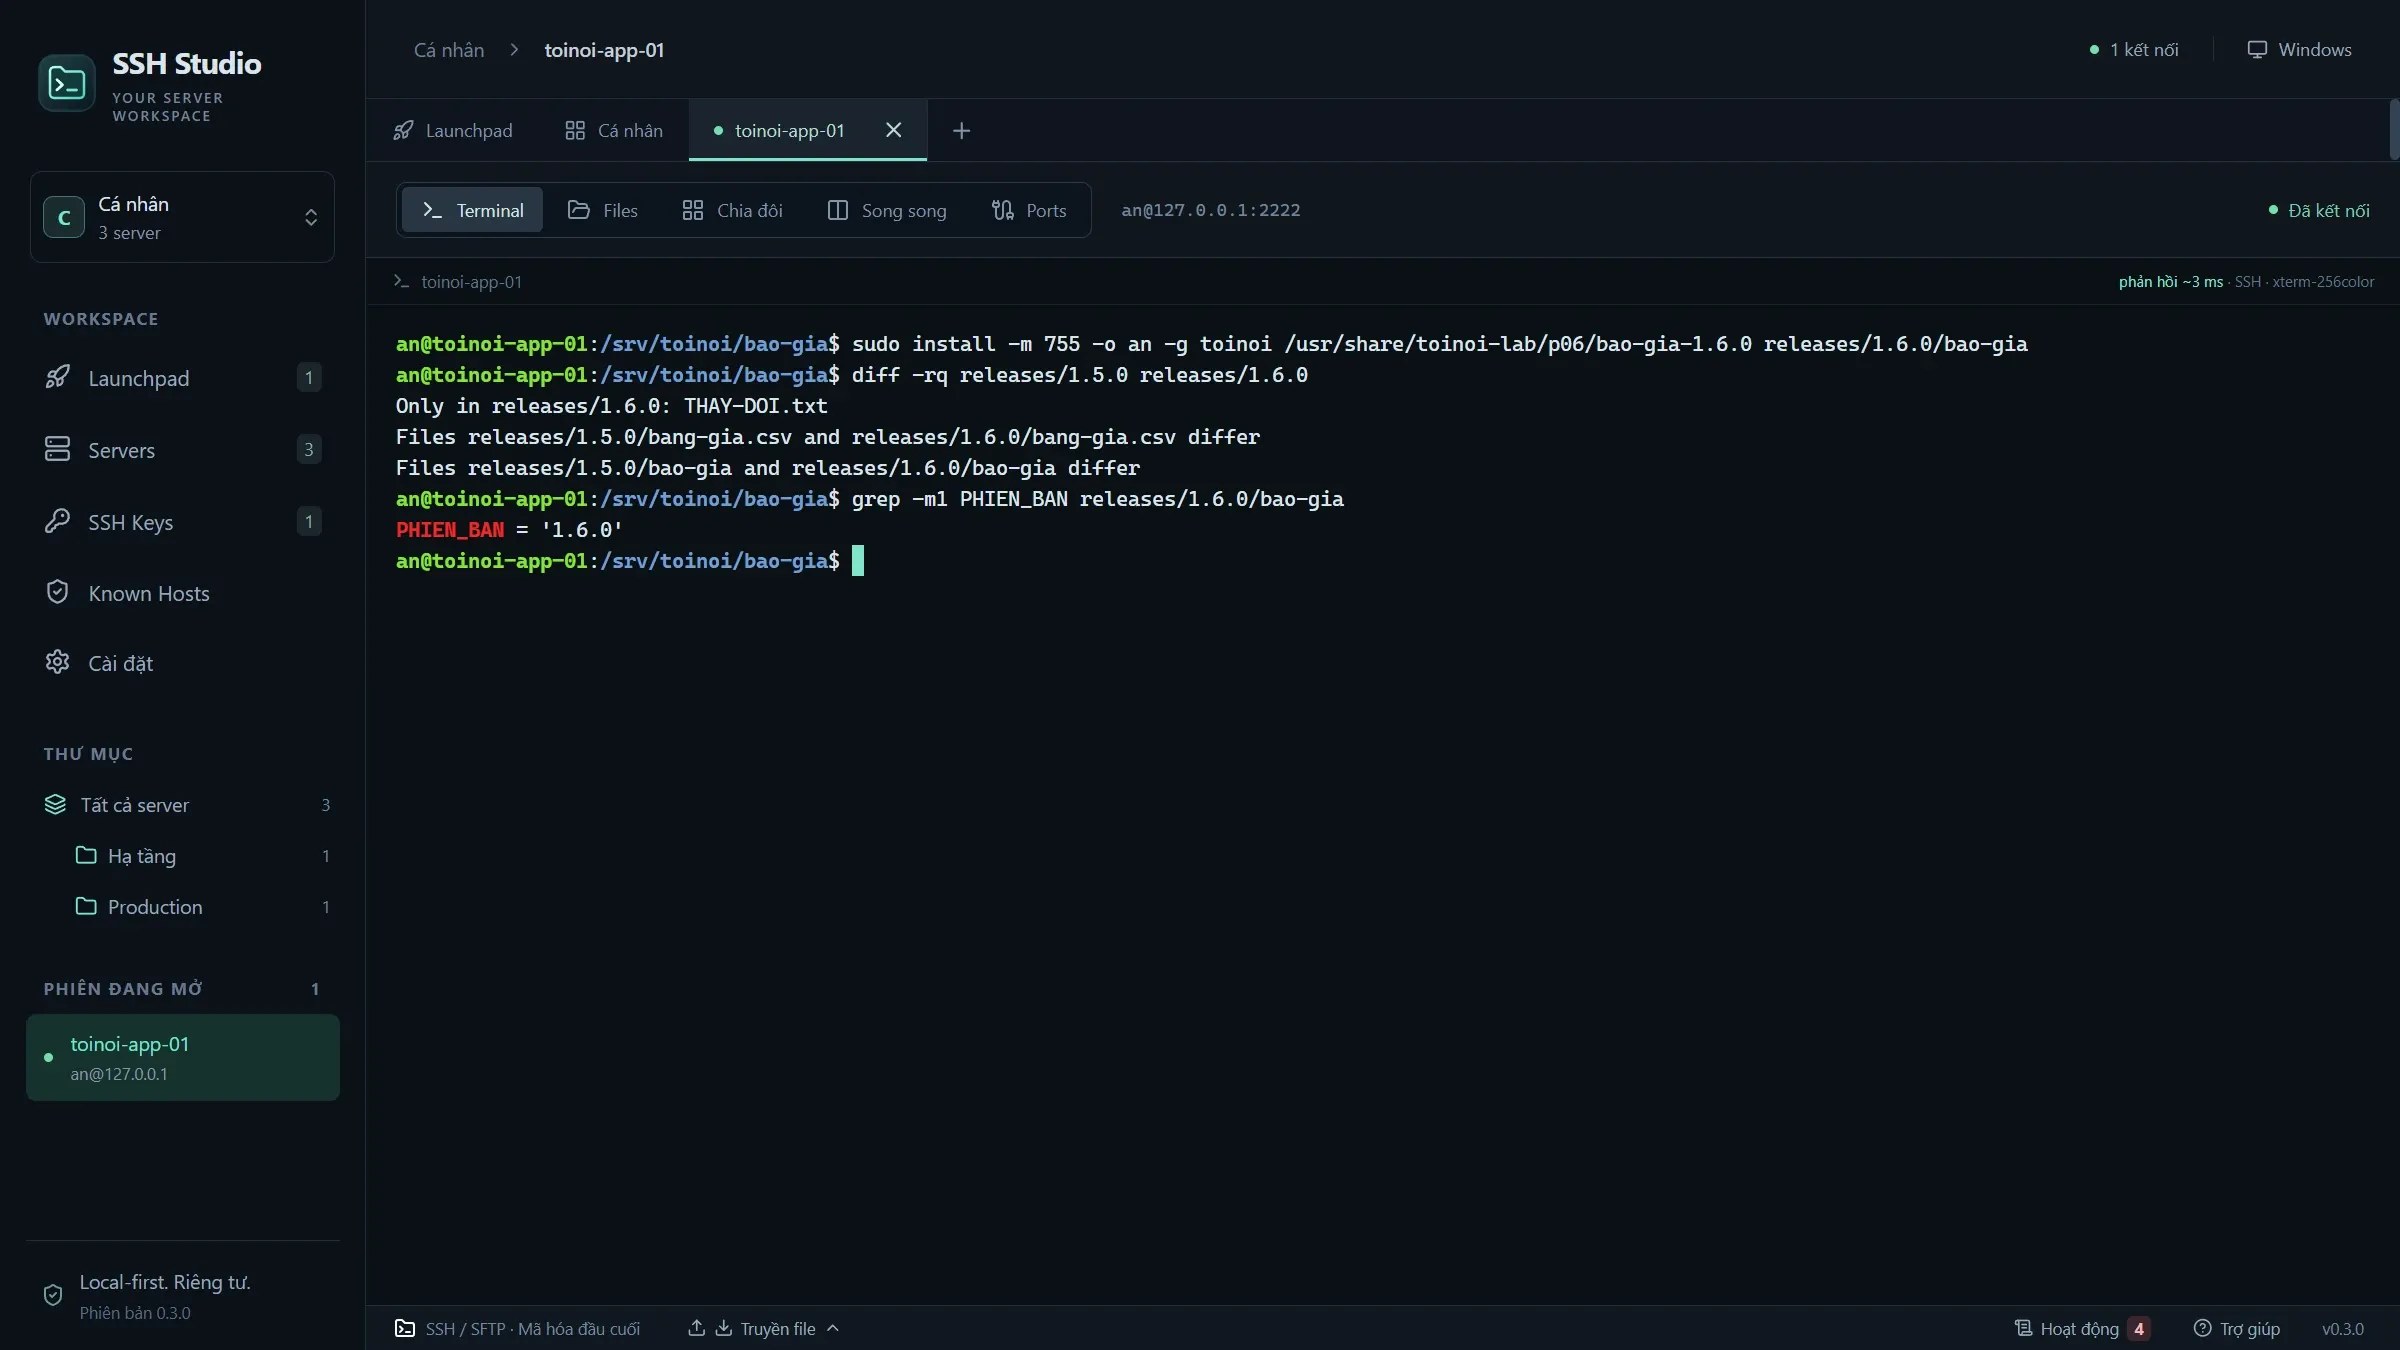 SSH Studio
YOUR SERVER
WORKSPACE
C
Cá nhân
3 server
WORKSPACE
Launchpad 1
Servers 3
SSH Keys 1
Known Hosts
Cài đặt
THƯ MỤC
Tất cả server 3
Hạ tầng 1
Production 1
PHIÊN ĐANG MỞ 1
toinoi-app-01
an@127.0.0.1
Local-first. Riêng tư.
Phiên bản 0.3.0
Cá nhân > toinoi-app-01
1 kết nối
Windows
Launchpad
Cá nhân
toinoi-app-01
Terminal
Files
Chia đôi
Song song
Ports
an@127.0.0.1:2222
Đã kết nối
toinoi-app-01
phản hồi ~3 ms · SSH · xterm-256color
an@toinoi-app-01:/srv/toinoi/bao-gia$ sudo install -m 755 -o an -g toinoi /usr/share/toinoi-lab/p06/bao-gia-1.6.0 releases/1.6.0/bao-gia
an@toinoi-app-01:/srv/toinoi/bao-gia$ diff -rq releases/1.5.0 releases/1.6.0
Only in releases/1.6.0: THAY-DOI.txt
Files releases/1.5.0/bang-gia.csv and releases/1.6.0/bang-gia.csv differ
Files releases/1.5.0/bao-gia and releases/1.6.0/bao-gia differ
an@toinoi-app-01:/srv/toinoi/bao-gia$ grep -m1 PHIEN_BAN releases/1.6.0/bao-gia
PHIEN_BAN = '1.6.0'
an@toinoi-app-01:/srv/toinoi/bao-gia$
SSH / SFTP · Mã hóa đầu cuối
Truyền file
Hoạt động 4
Trợ giúp
v0.3.0